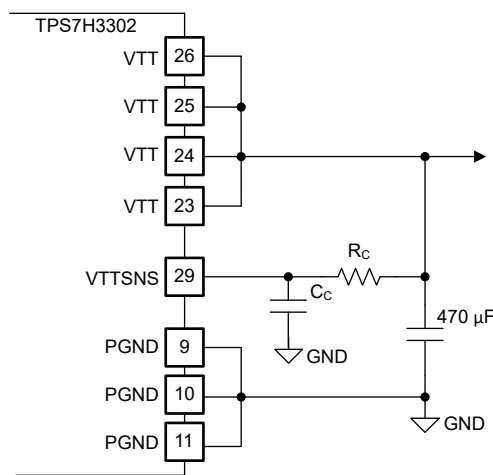 TPS7H3302
VTT 26
VTT 25
VTT 24
VTT 23
VTTSNS 29
R_C
C_C
GND
470 µF
PGND 9
PGND 10
PGND 11
GND